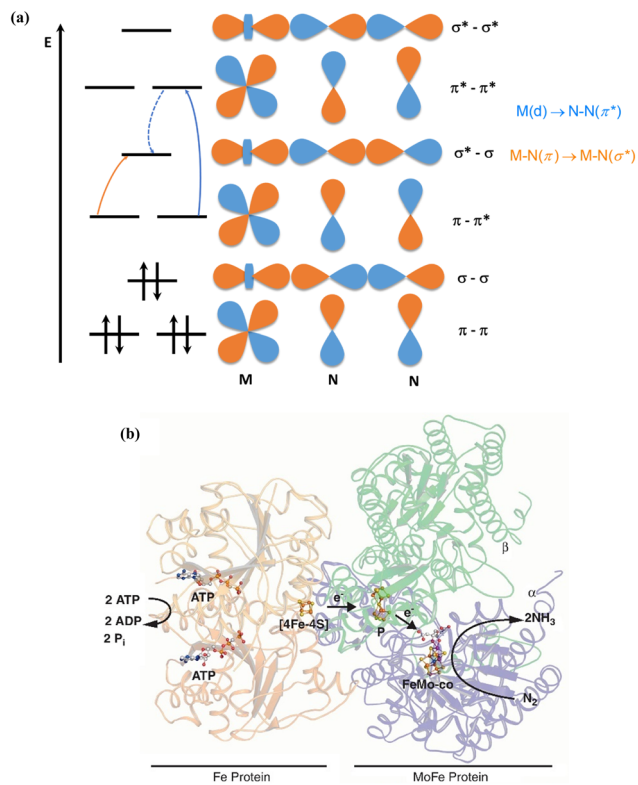 (a)
E
σ* - σ*
π* - π*
M(d) → N-N(π*)
σ* - σ
M-N(π) → M-N(σ*)
π - π*
σ - σ
π - π
M N N
(b)
β
α
ATP
2 ATP
e-
e-
2NH3
2 ADP
[4Fe-4S]
P
2 Pi
ATP
FeMo-co
N2
Fe Protein
MoFe Protein